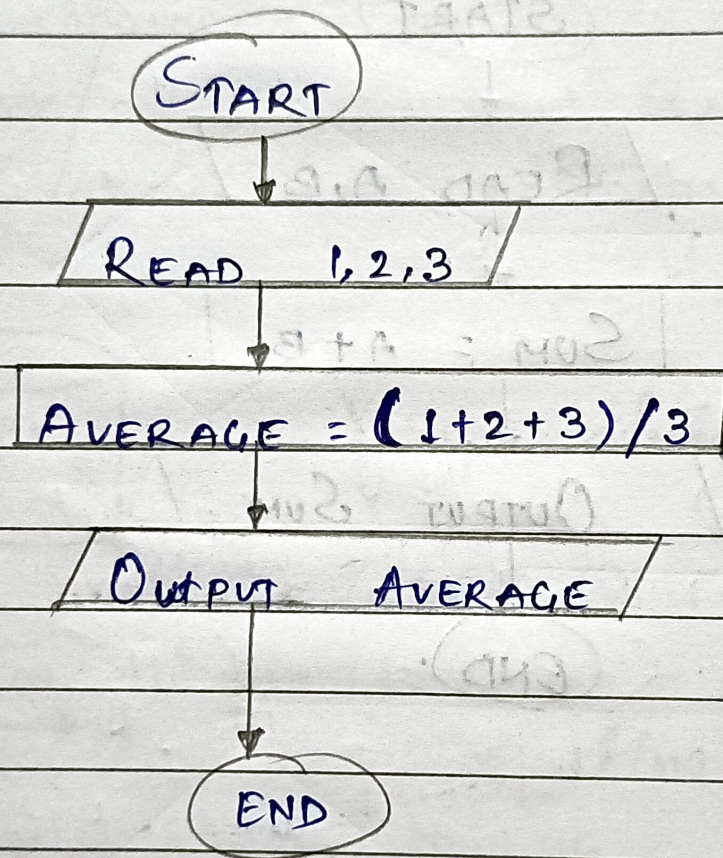 START
READ 1, 2, 3
AVERAGE = (1+2+3)/3
OUTPUT AVERAGE
END